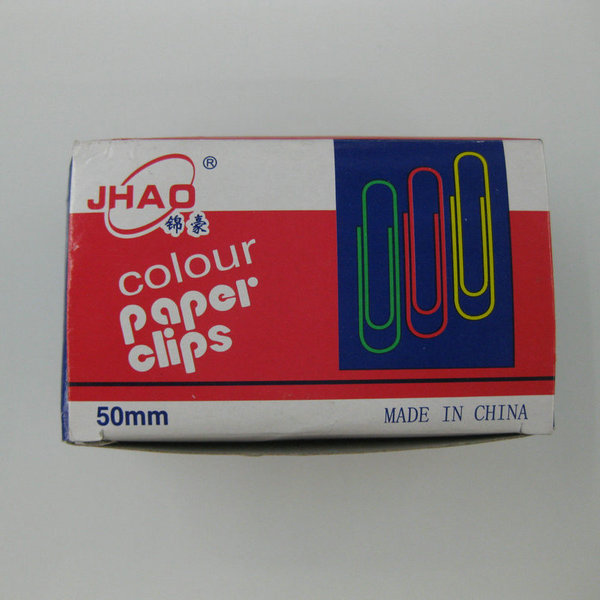 JHAO ®
锦豪
colour
paper
clips
50mm
MADE IN CHINA